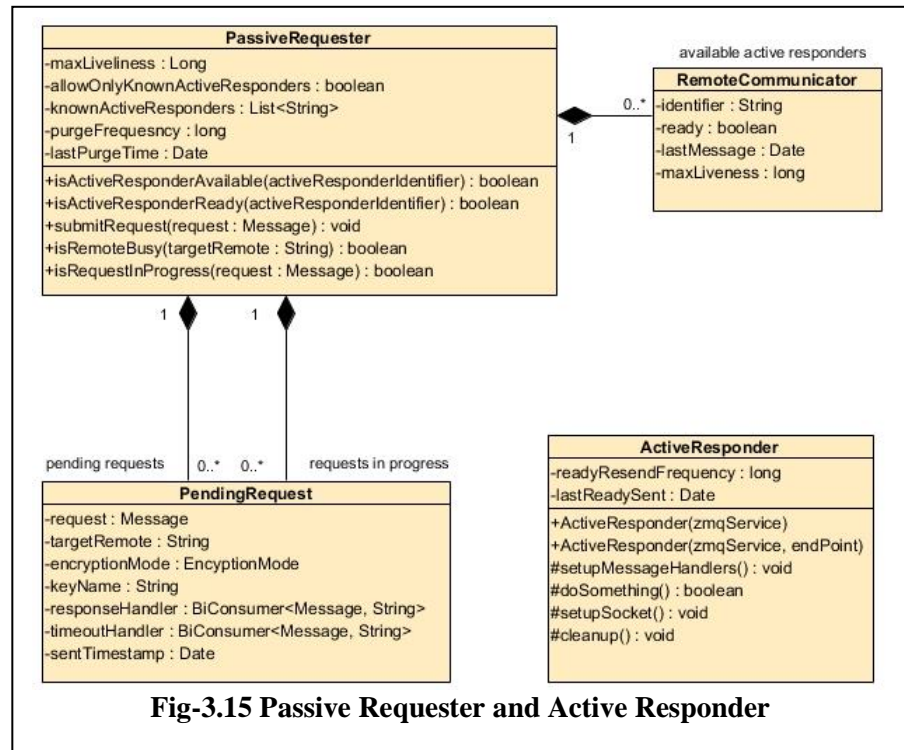 PassiveRequester
-maxLiveliness : Long
-allowOnlyKnownActiveResponders : boolean
-knownActiveResponders : List<String>
-purgeFrequesncy : long
-lastPurgeTime : Date
+isActiveResponderAvailable(activeResponderIdentifier) : boolean
+isActiveResponderReady(activeResponderIdentifier) : boolean
+submitRequest(request : Message) : void
+isRemoteBusy(targetRemote : String) : boolean
+isRequestInProgress(request : Message) : boolean
available active responders
RemoteCommunicator
-identifier : String
-ready : boolean
-lastMessage : Date
-maxLiveness : long
0..*
1
1
1
pending requests
0..*
0..*
requests in progress
PendingRequest
-request : Message
-targetRemote : String
-encryptionMode : EncyptionMode
-keyName : String
-responseHandler : BiConsumer<Message, String>
-timeoutHandler : BiConsumer<Message, String>
-sentTimestamp : Date
ActiveResponder
-readyResendFrequency : long
-lastReadySent : Date
+ActiveResponder(zmqService)
+ActiveResponder(zmqService, endPoint)
#setupMessageHandlers() : void
#doSomething() : boolean
#setupSocket() : void
#cleanup() : void
Fig-3.15 Passive Requester and Active Responder